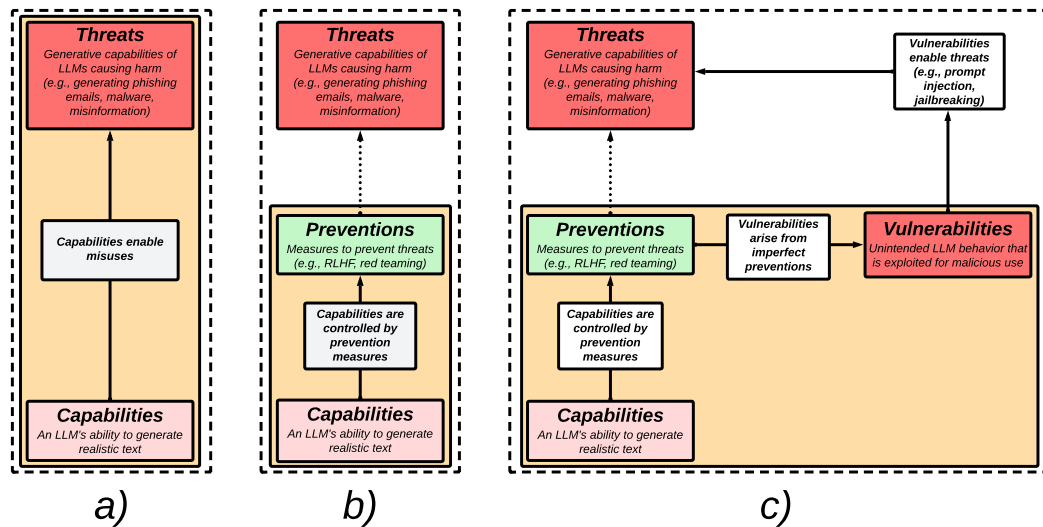 Threats
Generative capabilities of
LLMs causing harm
(e.g., generating phishing
emails, malware,
misinformation)
Capabilities enable
misuses
Capabilities
An LLM's ability to generate
realistic text
a)
Threats
Generative capabilities of
LLMs causing harm
(e.g., generating phishing
emails, malware,
misinformation)
Preventions
Measures to prevent threats
(e.g., RLHF, red teaming)
Capabilities are
controlled by
prevention
measures
Capabilities
An LLM's ability to generate
realistic text
b)
Threats
Generative capabilities of
LLMs causing harm
(e.g., generating phishing
emails, malware,
misinformation)
Vulnerabilities
enable threats
(e.g., prompt
injection,
jailbreaking)
Preventions
Measures to prevent threats
(e.g., RLHF, red teaming)
Vulnerabilities
arise from
imperfect
preventions
Vulnerabilities
Unintended LLM behavior that
is exploited for malicious use
Capabilities are
controlled by
prevention
measures
Capabilities
An LLM's ability to generate
realistic text
c)